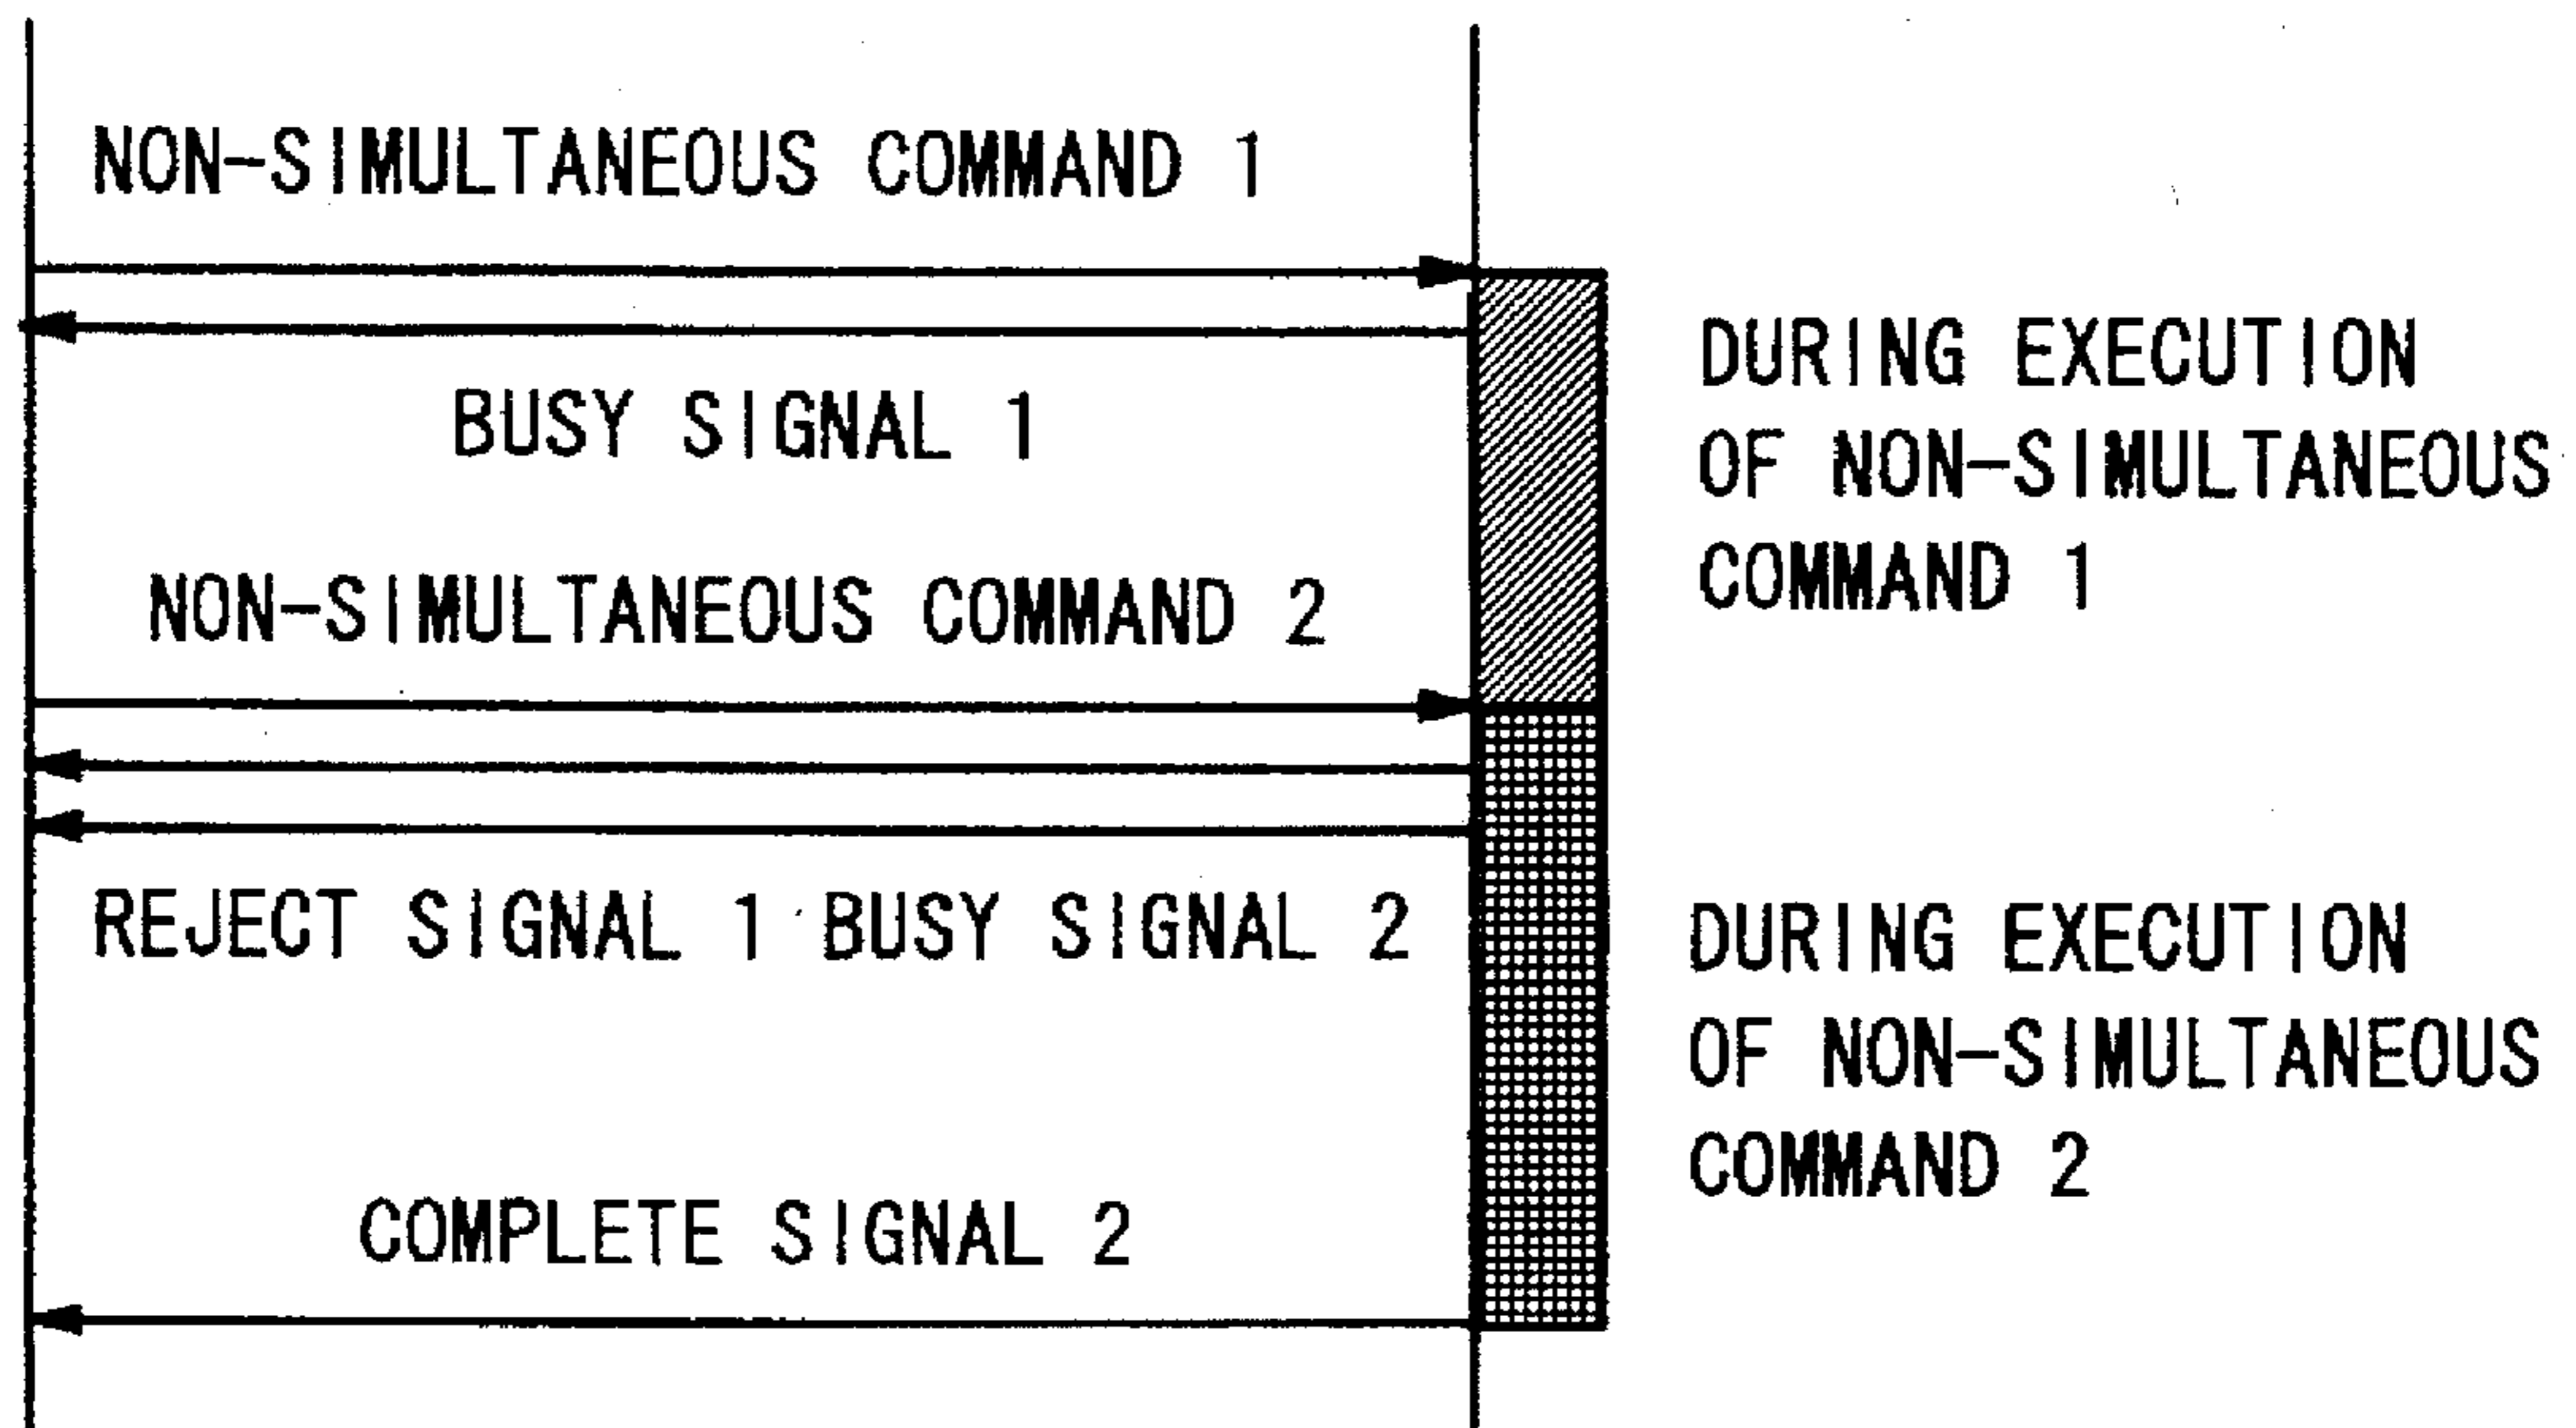 NON-SIMULTANEOUS COMMAND 1
BUSY SIGNAL 1
DURING EXECUTION
OF NON-SIMULTANEOUS
COMMAND 1
NON-SIMULTANEOUS COMMAND 2
REJECT SIGNAL 1 BUSY SIGNAL 2
DURING EXECUTION
OF NON-SIMULTANEOUS
COMMAND 2
COMPLETE SIGNAL 2